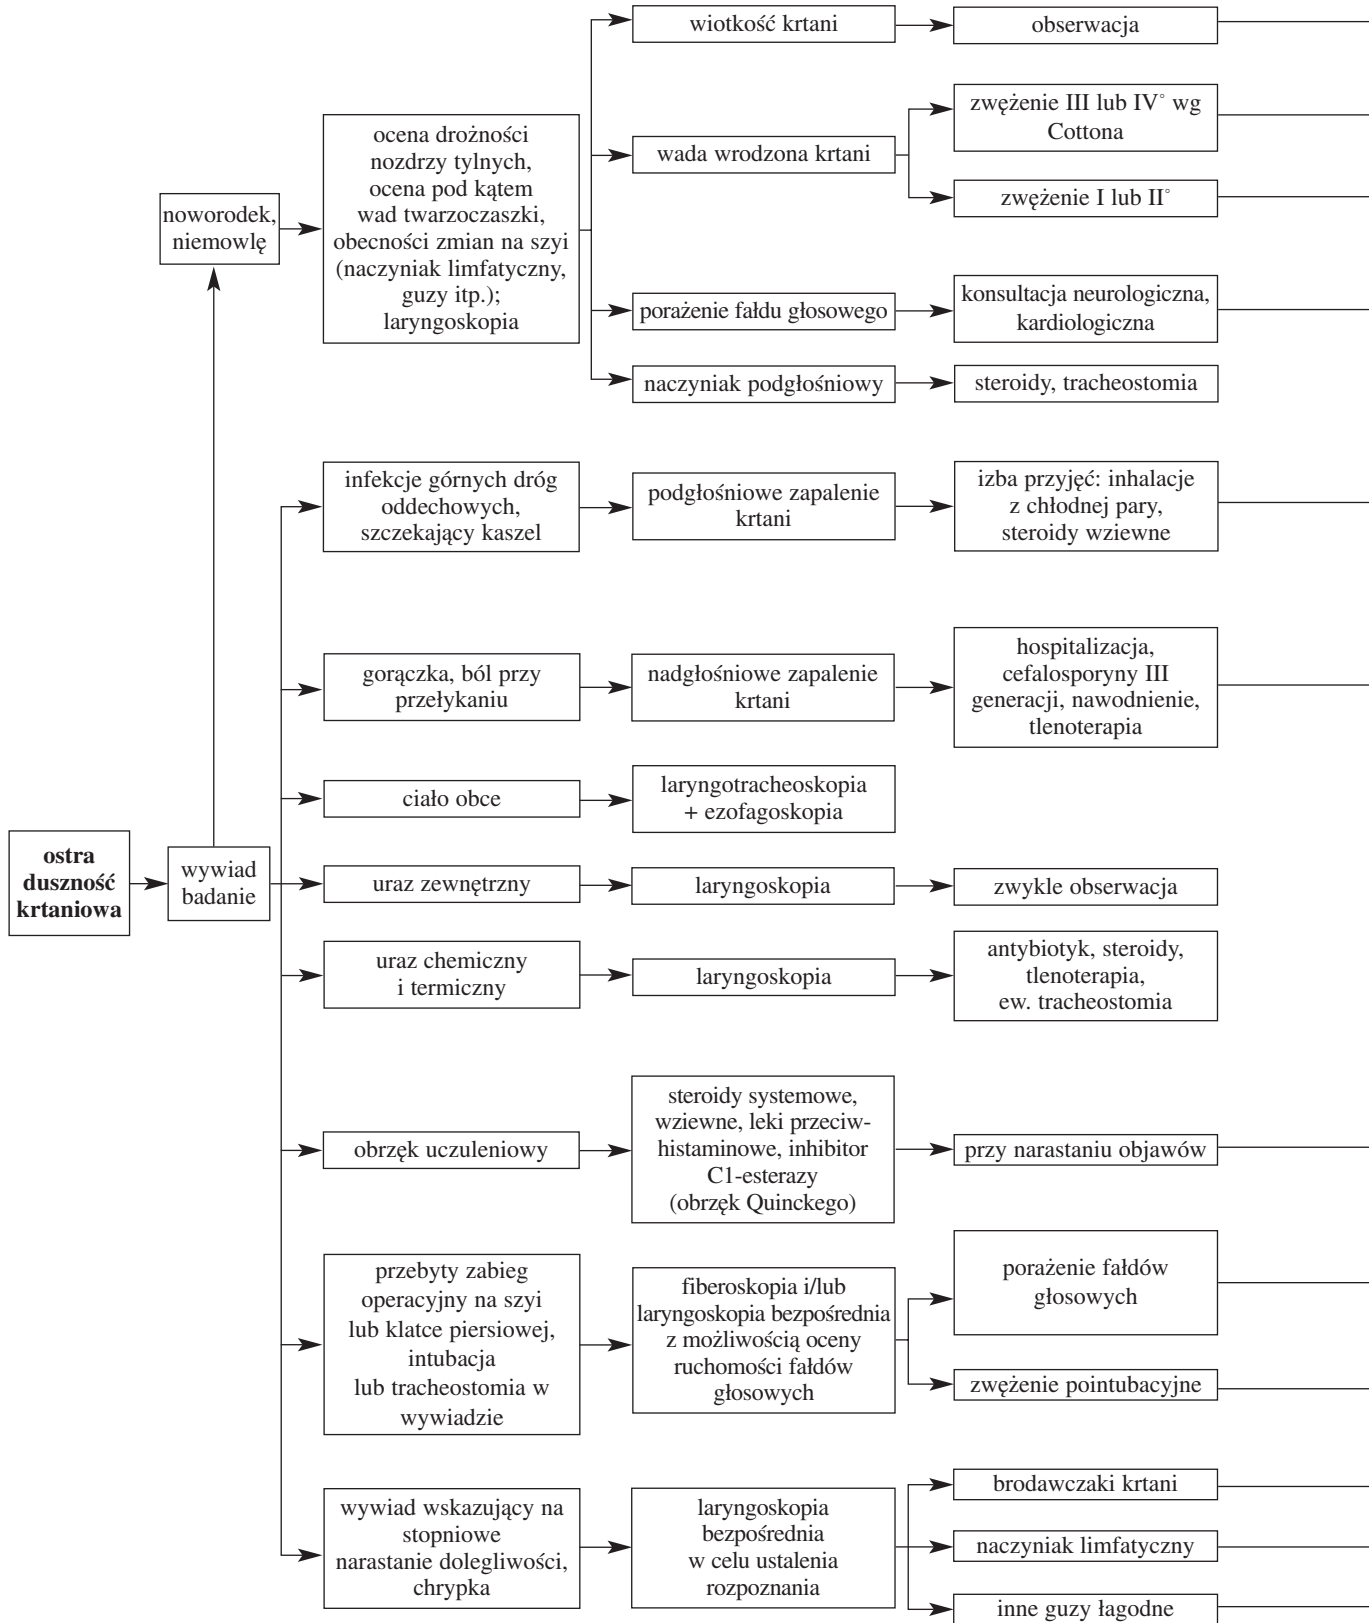 wiotkość krtani
obserwacja
ocena drożności
nozdrzy tylnych,
ocena pod kątem
wad twarzoczaszki,
obecności zmian na szyi
(naczyniak limfatyczny,
guzy itp.);
laryngoskopia
wada wrodzona krtani
zwężenie III lub IV° wg
Cottona
zwężenie I lub II°
noworodek,
niemowlę
porażenie fałdu głosowego
konsultacja neurologiczna,
kardiologiczna
naczyniak podgłośniowy
steroidy, tracheostomia
infekcje górnych dróg
oddechowych,
szczekający kaszel
podgłośniowe zapalenie
krtani
izba przyjęć: inhalacje
z chłodnej pary,
steroidy wziewne
gorączka, ból przy
przełykaniu
nadgłośniowe zapalenie
krtani
hospitalizacja,
cefalosporyny III
generacji, nawodnienie,
tlenoterapia
ciało obce
laryngotracheoskopia
+ ezofagoskopia
ostra
duszność
krtaniowa
wywiad
badanie
uraz zewnętrzny
laryngoskopia
zwykle obserwacja
uraz chemiczny
i termiczny
laryngoskopia
antybiotyk, steroidy,
tlenoterapia,
ew. tracheostomia
obrzęk uczuleniowy
steroidy systemowe,
wziewne, leki przeciw-
histaminowe, inhibitor
C1-esterazy
(obrzęk Quinckego)
przy narastaniu objawów
przebyty zabieg
operacyjny na szyi
lub klatce piersiowej,
intubacja
lub tracheostomia w
wywiadzie
fiberoskopia i/lub
laryngoskopia bezpośrednia
z możliwością oceny
ruchomości fałdów
głosowych
porażenie fałdów
głosowych
zwężenie pointubacyjne
wywiad wskazujący na
stopniowe
narastanie dolegliwości,
chrypka
laryngoskopia
bezpośrednia
w celu ustalenia
rozpoznania
brodawczaki krtani
naczyniak limfatyczny
inne guzy łagodne